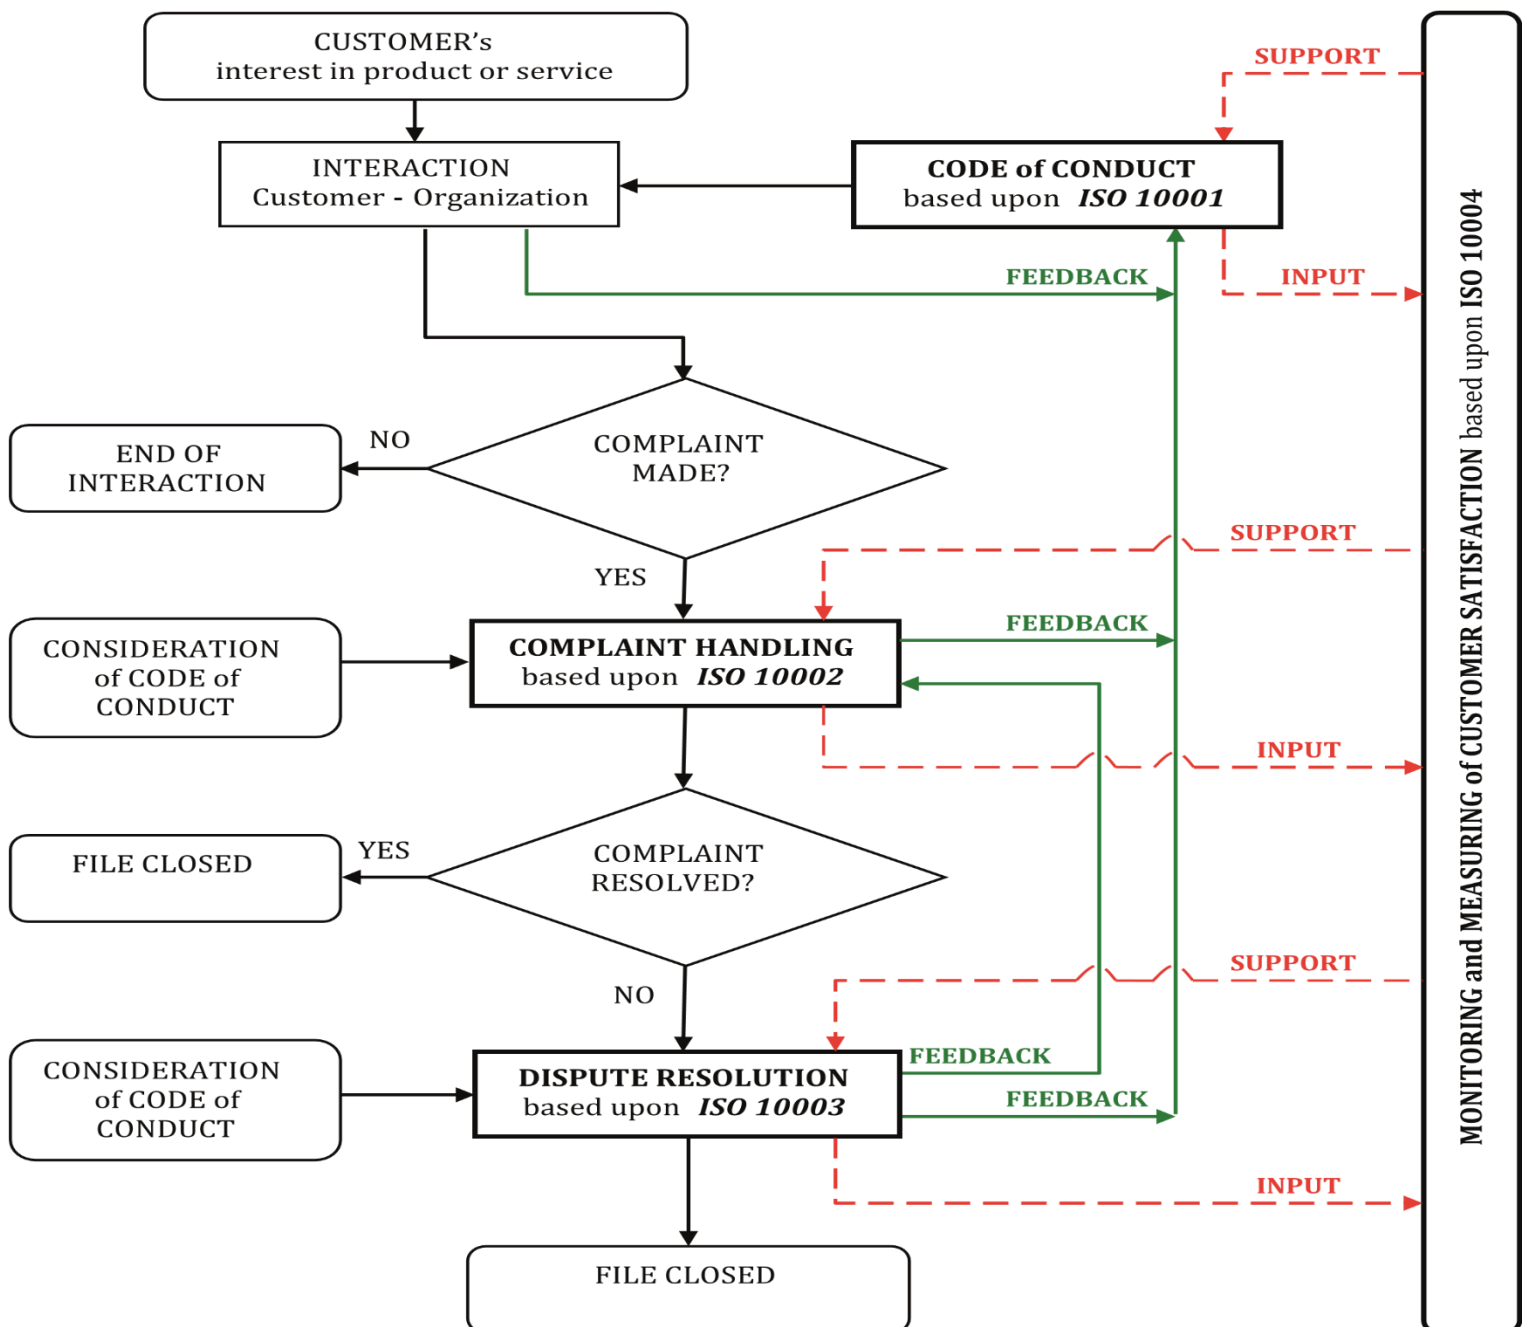 CUSTOMER's
interest in product or service
SUPPORT
INTERACTION
Customer - Organization
CODE of CONDUCT
based upon ISO 10001
FEEDBACK
INPUT
COMPLAINT
MADE?
NO
END OF
INTERACTION
SUPPORT
YES
CONSIDERATION
of CODE of
CONDUCT
COMPLAINT HANDLING
based upon ISO 10002
FEEDBACK
INPUT
COMPLAINT
RESOLVED?
YES
FILE CLOSED
SUPPORT
NO
CONSIDERATION
of CODE of
CONDUCT
DISPUTE RESOLUTION
based upon ISO 10003
FEEDBACK
FEEDBACK
INPUT
FILE CLOSED
MONITORING and MEASURING of CUSTOMER SATISFACTION based upon ISO 10004